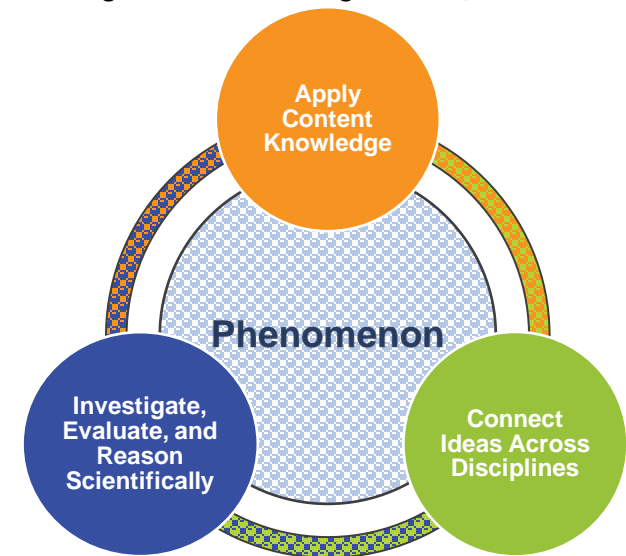 Apply
Content
Knowledge
Phenomenon
Investigate,
Evaluate, and
Reason
Scientifically
Connect
Ideas Across
Disciplines